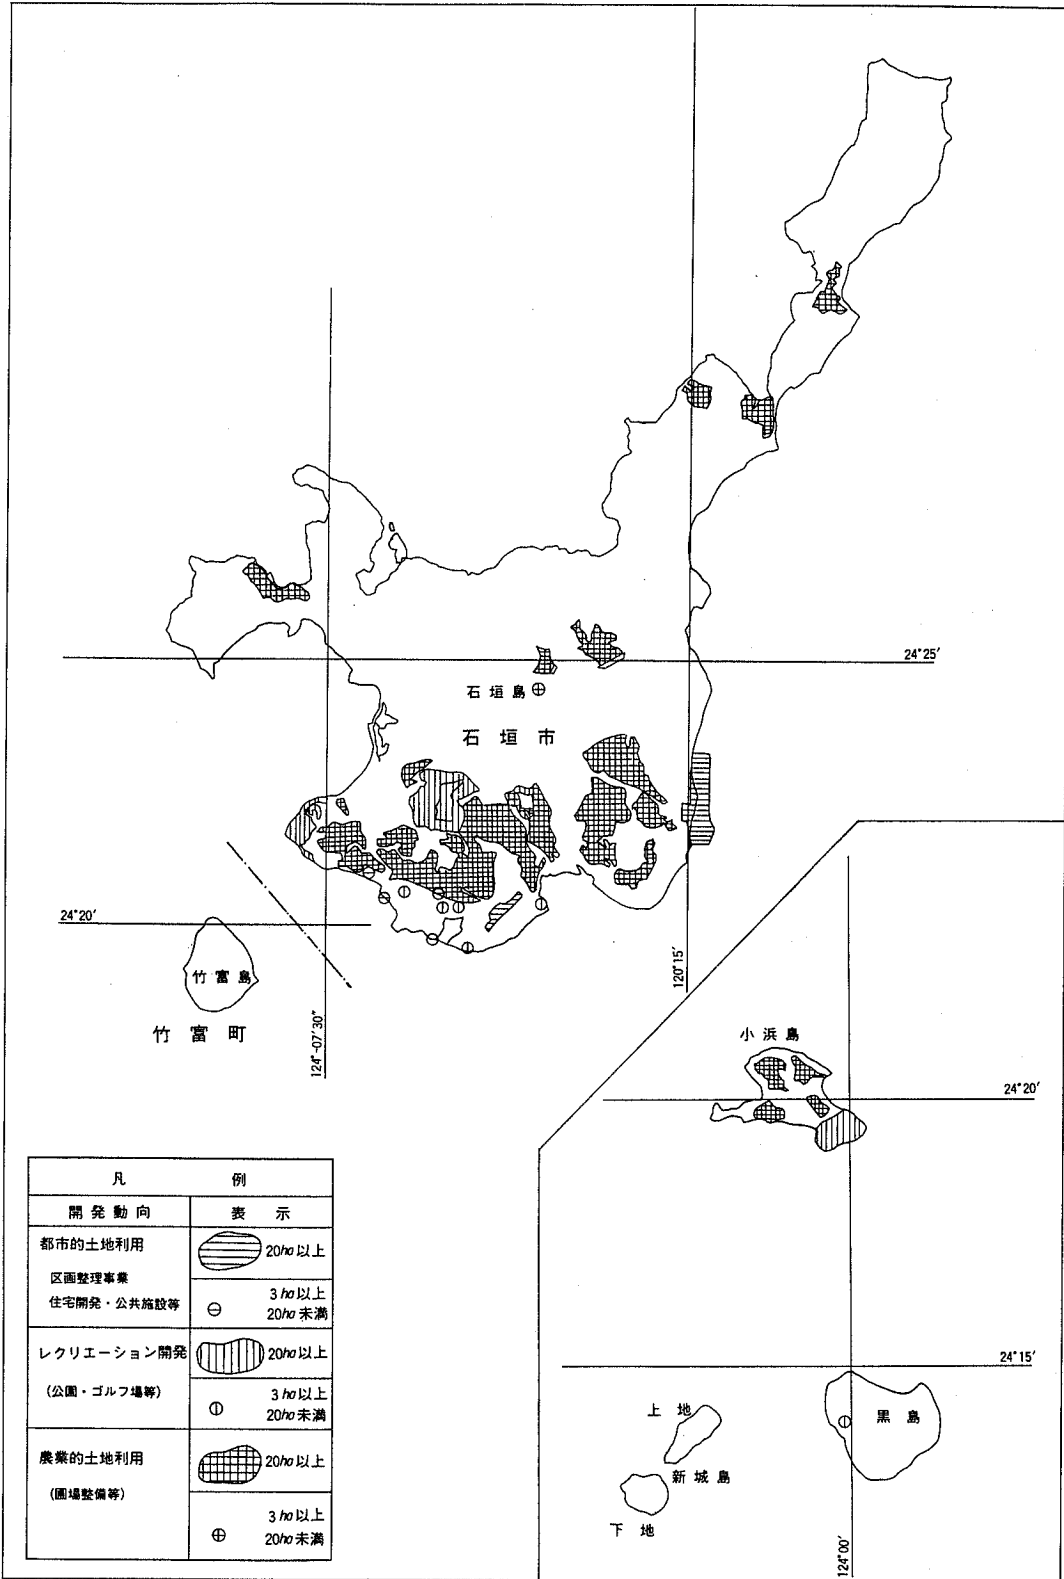 24°25′
石垣島
石垣市
24°20′
竹富島
竹富町
124°-07′30″
120°15′
小浜島
24°20′
24°15′
上地
黒島
新城島
下地
124°00′
凡例
開発動向 表示
都市的土地利用
20ha以上
区画整理事業
住宅開発・公共施設等
3ha以上
20ha未満
レクリエーション開発
20ha以上
(公園・ゴルフ場等)
3ha以上
20ha未満
農業的土地利用
20ha以上
(圃場整備等)
3ha以上
20ha未満